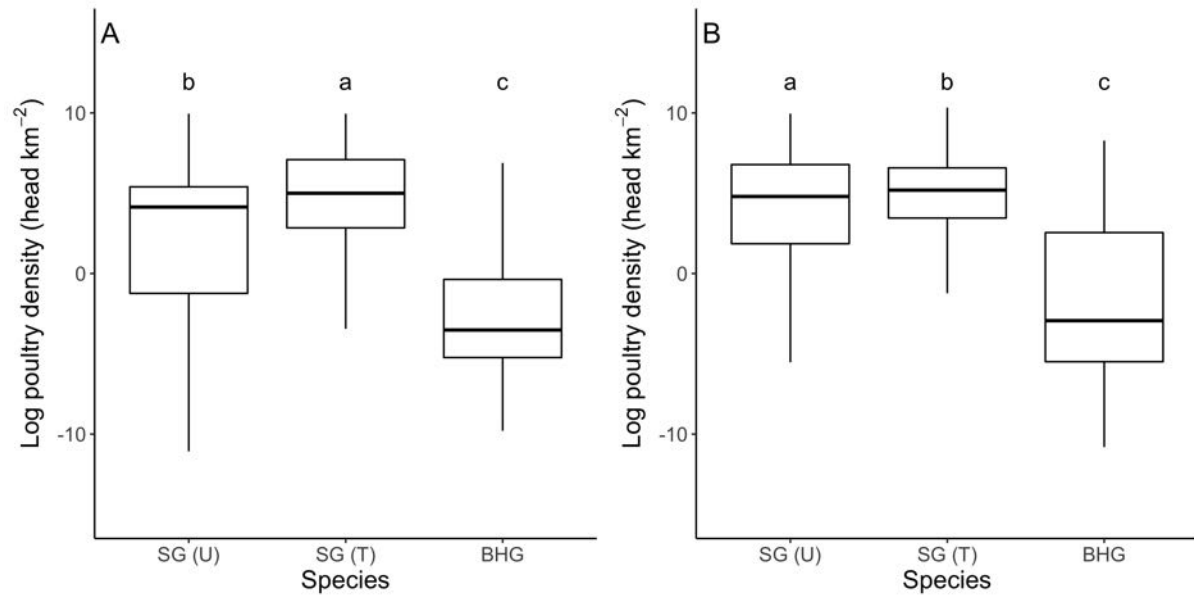 A
b a c
Log poultry density (head km⁻²)
10
0
-10
SG (U) SG (T) BHG
Species
B
a b c
Log poultry density (head km⁻²)
10
0
-10
SG (U) SG (T) BHG
Species